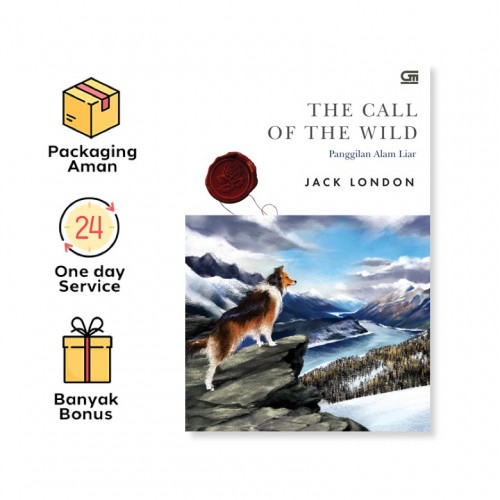 GM
THE CALL
OF THE WILD
Panggilan Alam Liar
JACK LONDON
Packaging
Aman
24
One day
Service
Banyak
Bonus